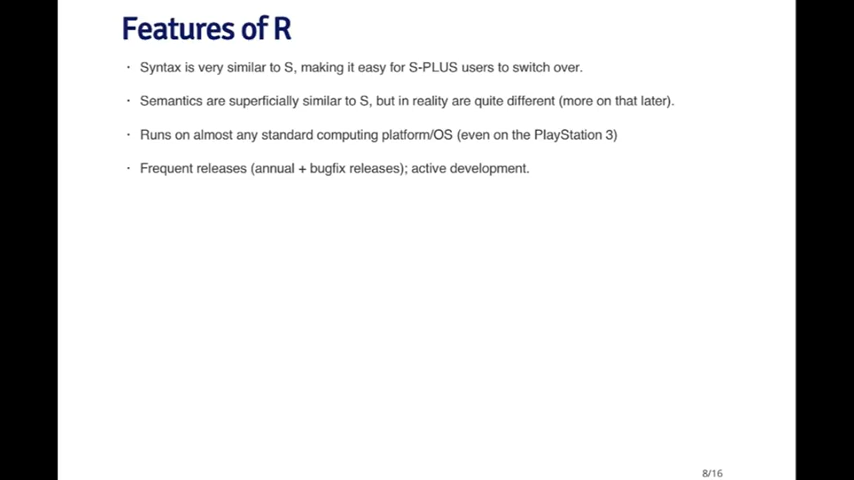 Features of R
· Syntax is very similar to S, making it easy for S-PLUS users to switch over.
· Semantics are superficially similar to S, but in reality are quite different (more on that later).
· Runs on almost any standard computing platform/OS (even on the PlayStation 3)
· Frequent releases (annual + bugfix releases); active development.
8/16